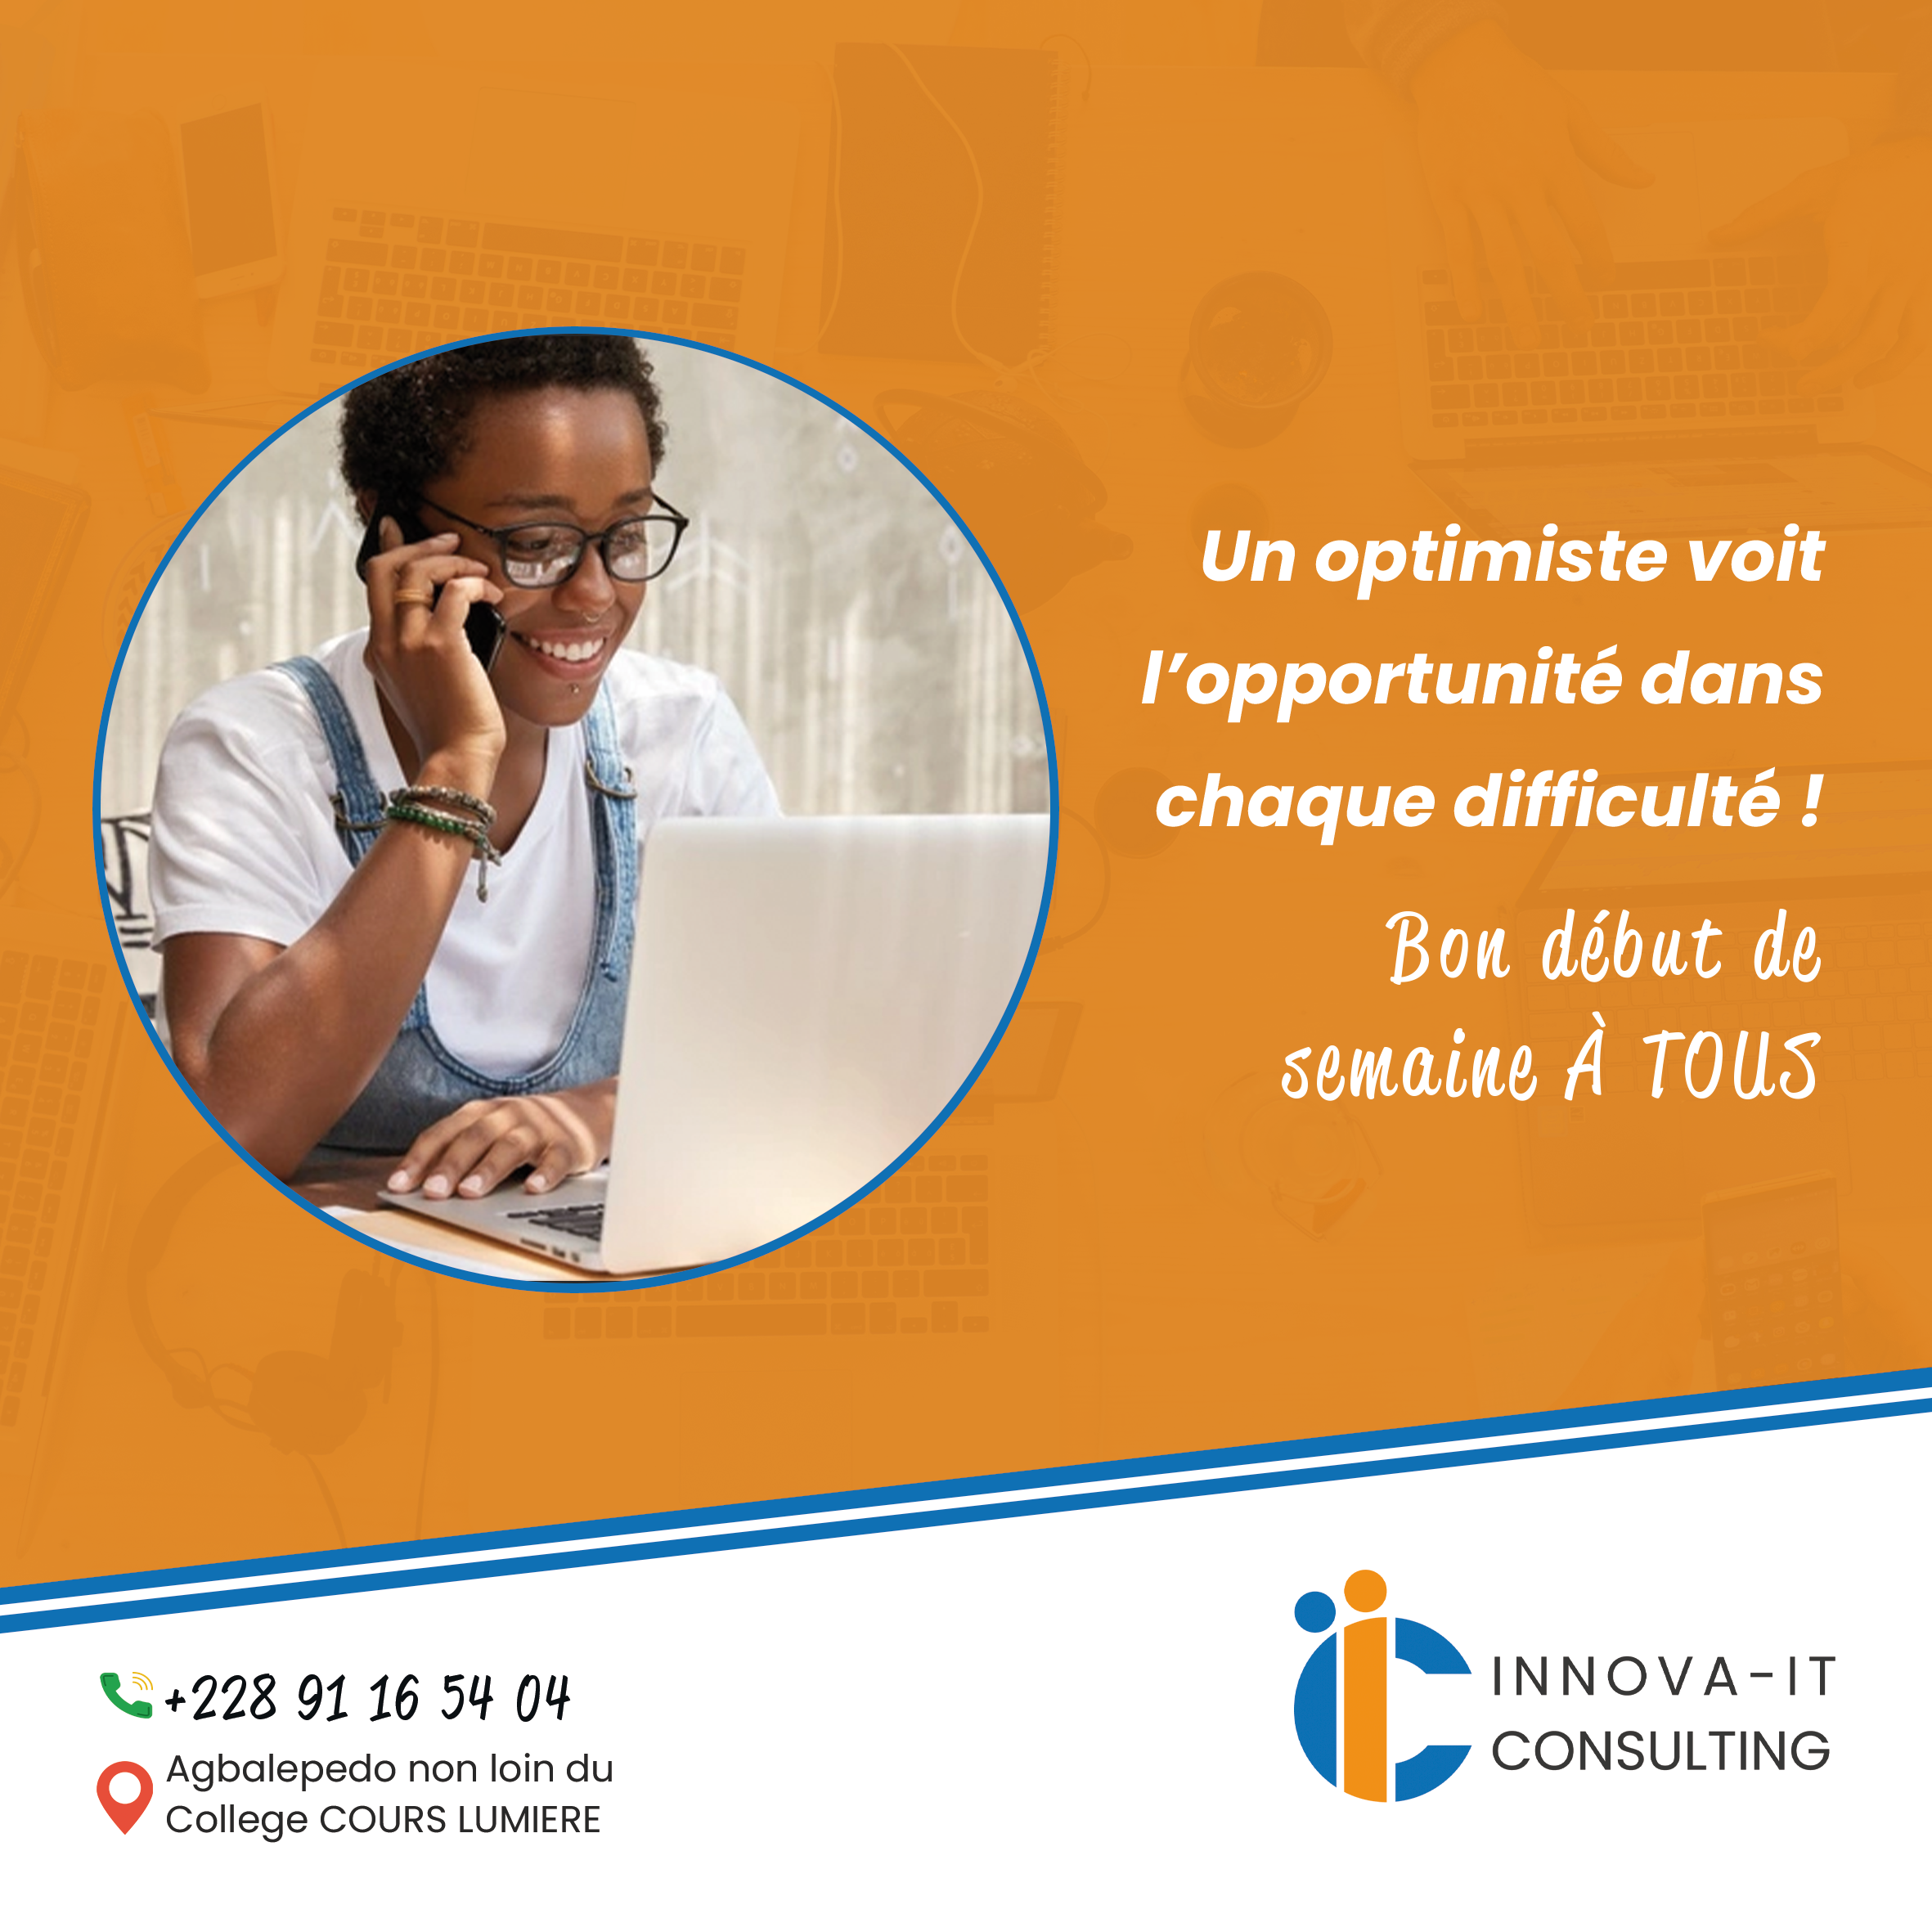 Un optimiste voit
l’opportunité dans
chaque difficulté !
Bon début de
semaine À TOUS
+228 91 16 54 04
Agbalepedo non loin du
College COURS LUMIERE
INNOVA-IT
CONSULTING